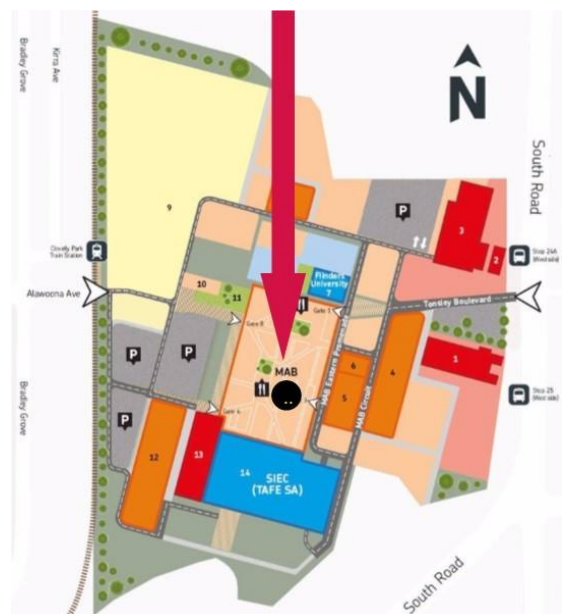 Bradley Grove
Kirra Ave
N
South Road
P
9
3
2
Stop 24A
(West side)
Clovelly Park
Train Station
10
11
Flinders
University
7
Alawoona Ave
Tonsley Boulevard
Gate 1
Gate 8
P
P
MAB
MAB Eastern Promenade
6
5
4
MAB Circuit
1
Stop 25
(West side)
Bradley Grove
P
Gate 4
12
13
14
SIEC
(TAFE SA)
South Road